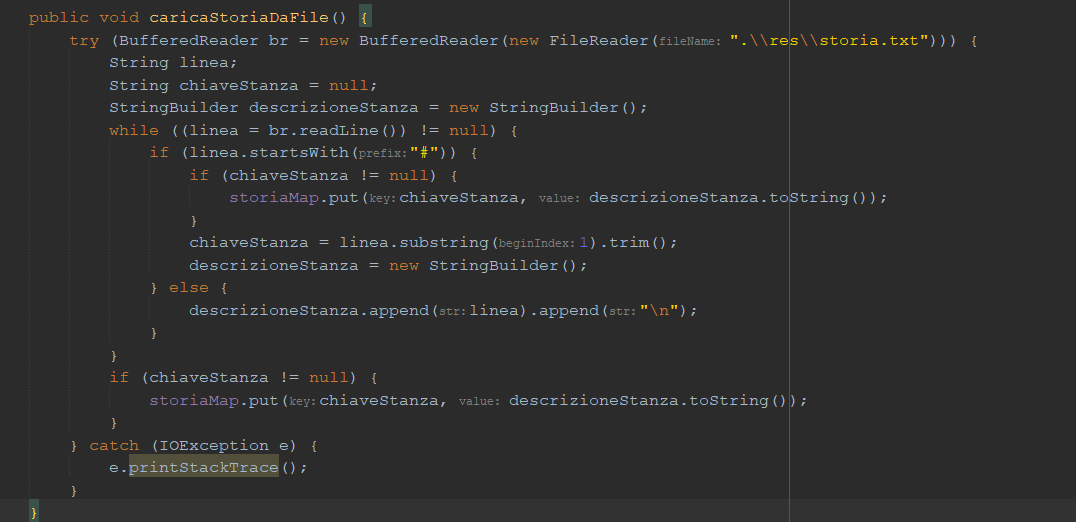 public void caricaStoriaDaFile() {
try (BufferedReader br = new BufferedReader(new FileReader(fileName: ".\\res\\storia.txt"))) {
String linea;
String chiaveStanza = null;
StringBuilder descrizioneStanza = new StringBuilder();
while ((linea = br.readLine()) != null) {
if (linea.startsWith(prefix: "#")) {
if (chiaveStanza != null) {
storiaMap.put(key: chiaveStanza, value: descrizioneStanza.toString());
}
chiaveStanza = linea.substring(beginIndex: 1).trim();
descrizioneStanza = new StringBuilder();
} else {
descrizioneStanza.append(str: linea).append(str: "\n");
}
}
if (chiaveStanza != null) {
storiaMap.put(key: chiaveStanza, value: descrizioneStanza.toString());
}
} catch (IOException e) {
e.printStackTrace();
}
}